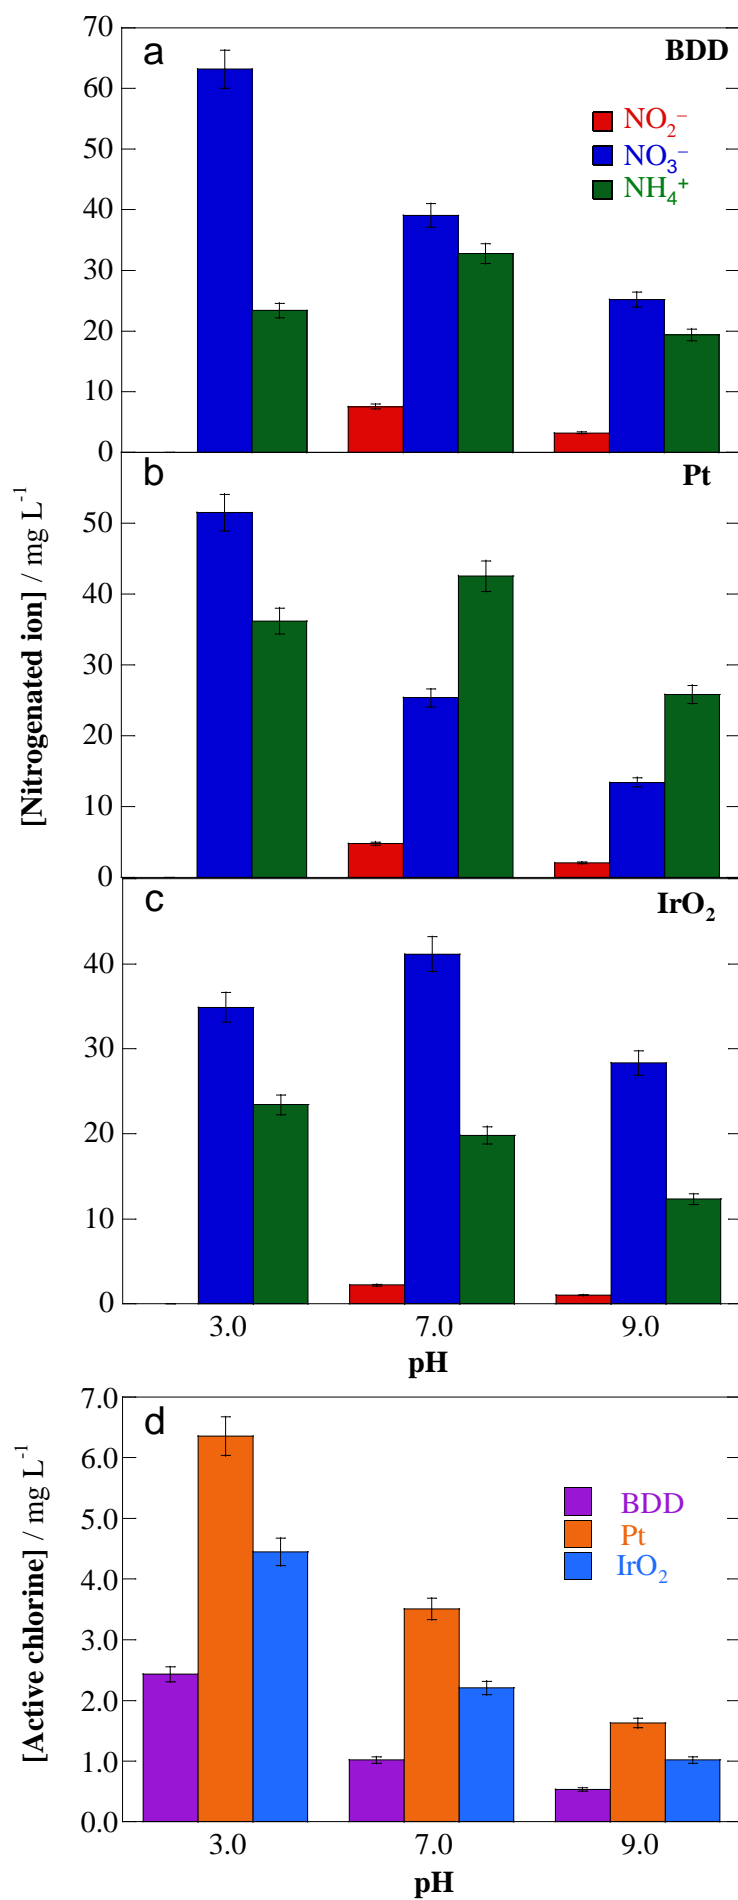 a BDD
70
60
50
40
30
20
10
0
NO₂⁻
NO₃⁻
NH₄⁺
b Pt
50
40
30
20
10
0
[Nitrogenated ion] / mg L⁻¹
c IrO₂
40
30
20
10
0
3.0 7.0 9.0
pH
d
7.0
6.0
5.0
4.0
3.0
2.0
1.0
0.0
BDD
Pt
IrO₂
[Active chlorine] / mg L⁻¹
3.0 7.0 9.0
pH